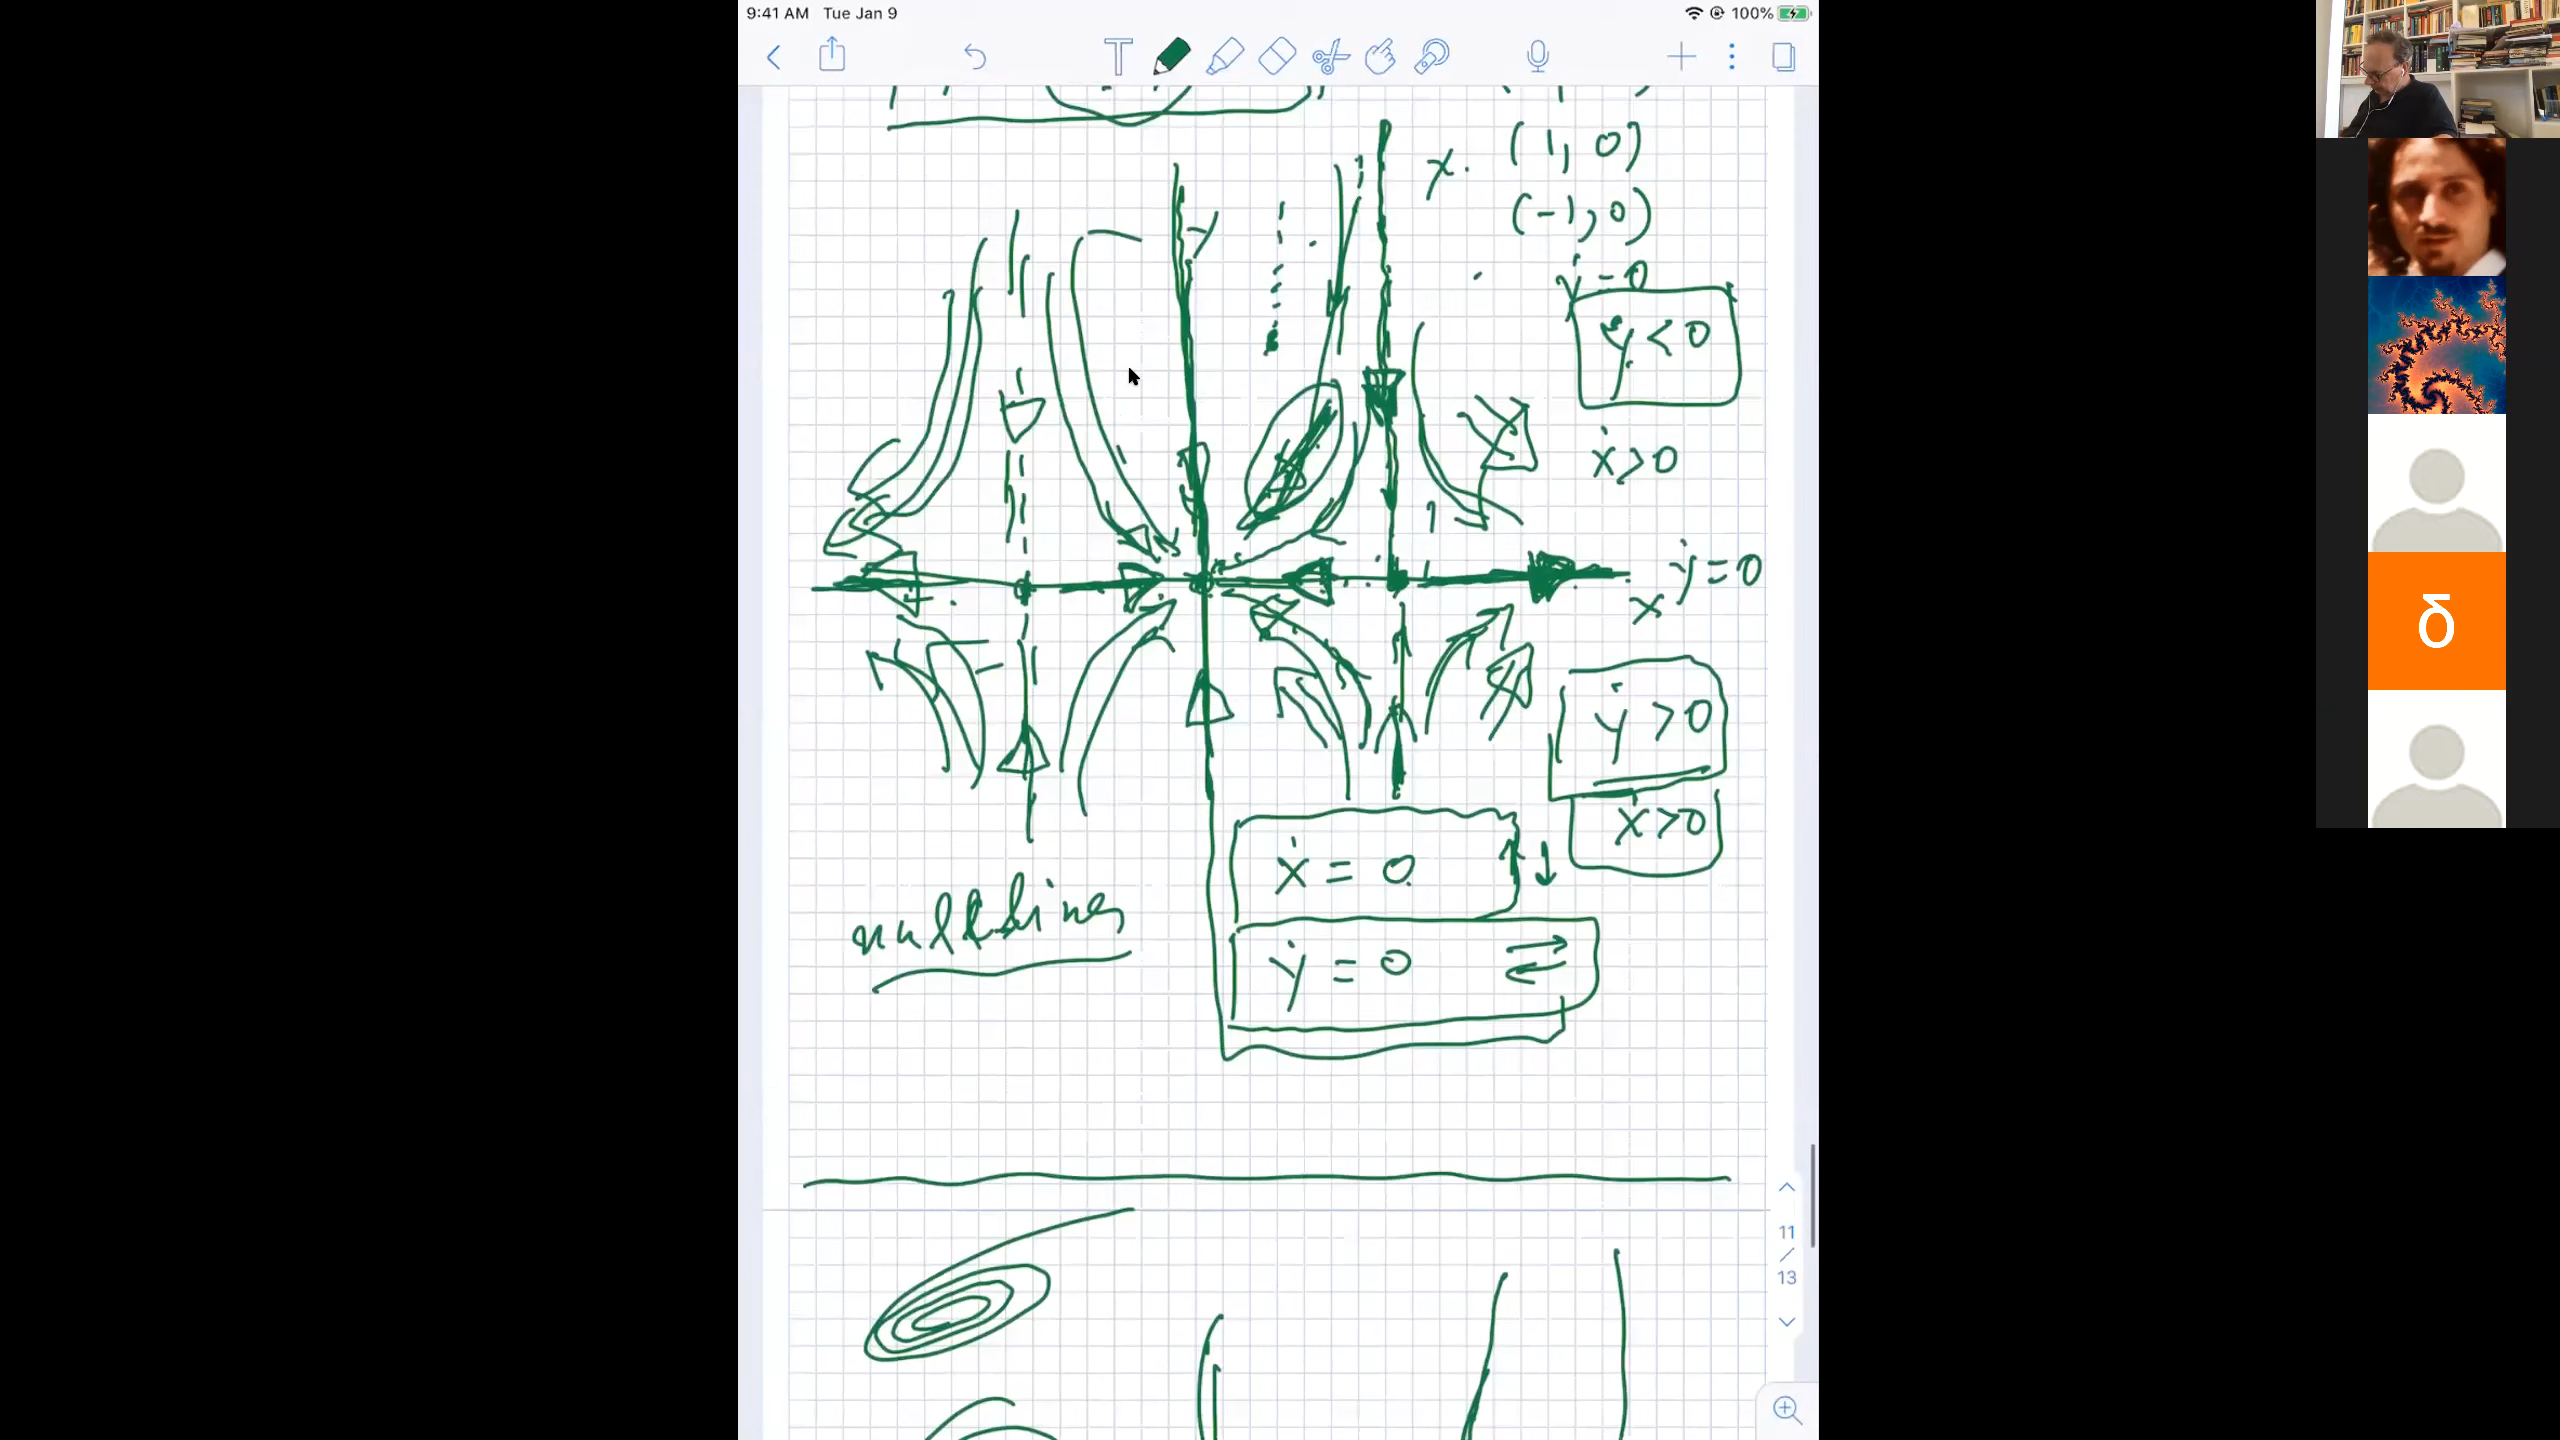 9:41 AM Tue Jan 9
100%
T
(1, 0)
x.
(-1, 0)
y
ẏ = 0
ẏ < 0
ẋ > 0
ẏ = 0
x
ẏ > 0
ẋ > 0
ẋ = 0 ↑ ↓
nullclines
ẏ = 0 ⇄
11
/
13
δ